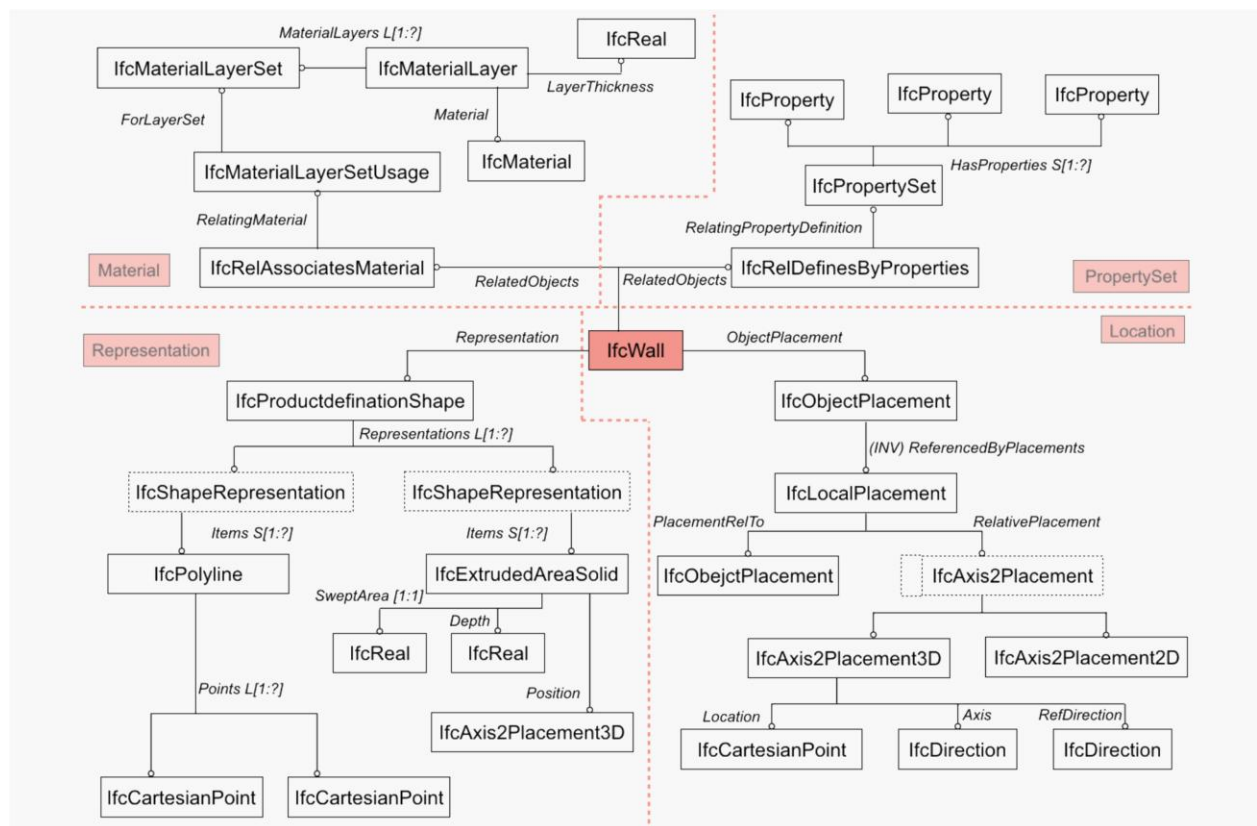 MaterialLayers L[1:?]
IfcReal
IfcMaterialLayerSet
IfcMaterialLayer
LayerThickness
ForLayerSet
Material
IfcMaterial
IfcMaterialLayerSetUsage
RelatingMaterial
IfcRelAssociatesMaterial
RelatedObjects
Material
IfcProperty
IfcProperty
IfcProperty
HasProperties S[1:?]
IfcPropertySet
RelatingPropertyDefinition
IfcRelDefinesByProperties
RelatedObjects
PropertySet
Representation
Representation
IfcWall
ObjectPlacement
Location
IfcProductdefinationShape
Representations L[1:?]
IfcShapeRepresentation
IfcShapeRepresentation
Items S[1:?]
Items S[1:?]
IfcPolyline
IfcExtrudedAreaSolid
SweptArea [1:1]
Depth
IfcReal
IfcReal
Points L[1:?]
Position
IfcAxis2Placement3D
IfcCartesianPoint
IfcCartesianPoint
IfcObjectPlacement
(INV) ReferencedByPlacements
IfcLocalPlacement
PlacementRelTo
RelativePlacement
IfcObejctPlacement
IfcAxis2Placement
IfcAxis2Placement3D
IfcAxis2Placement2D
Location
Axis
RefDirection
IfcCartesianPoint
IfcDirection
IfcDirection